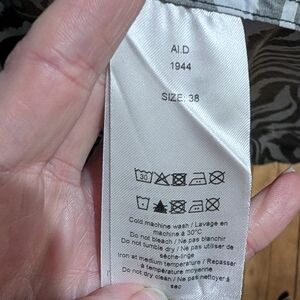 AI.D
1944
SIZE: 38
30
Cold machine wash / Lavage en
machine à 30°C
Do not bleach / Ne pas blanchir
Do not tumble dry / Ne pas utiliser de
sèche-linge
Iron at medium temperature / Repasser
à température moyenne
Do not dry clean / Ne pas nettoyer à
sec